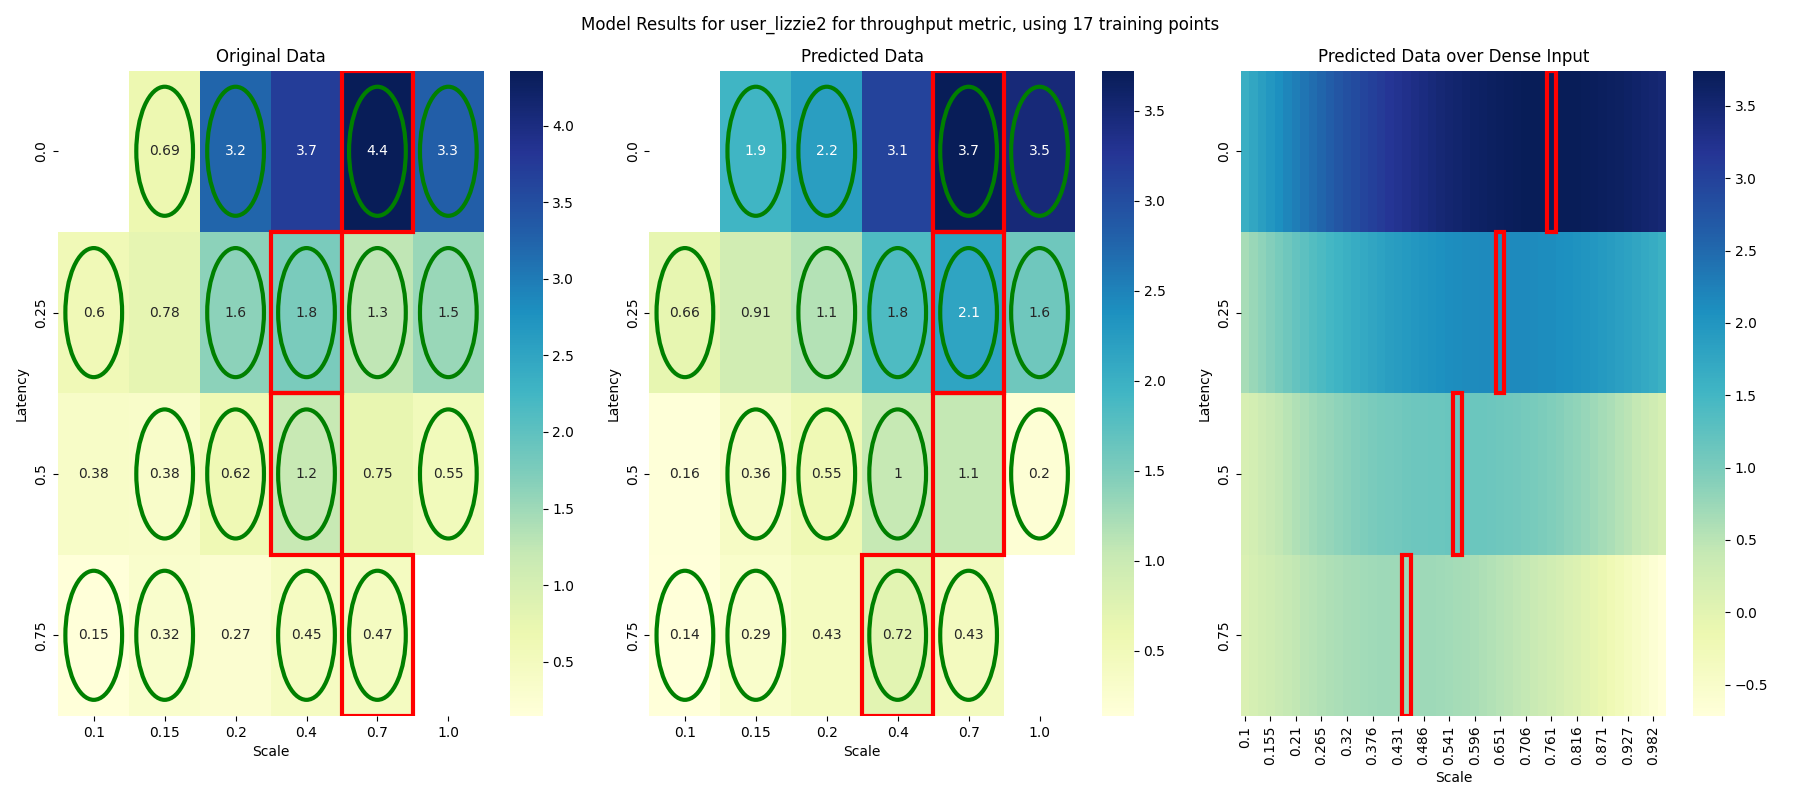 Model Results for user_lizzie2 for throughput metric, using 17 training points
Original Data
0.69 3.2 3.7 4.4 3.3
0.6 0.78 1.6 1.8 1.3 1.5
0.38 0.38 0.62 1.2 0.75 0.55
0.15 0.32 0.27 0.45 0.47
0.0
0.25
0.5
0.75
Latency
0.1 0.15 0.2 0.4 0.7 1.0
Scale
4.0
3.5
3.0
2.5
2.0
1.5
1.0
0.5
Predicted Data
1.9 2.2 3.1 3.7 3.5
0.66 0.91 1.1 1.8 2.1 1.6
0.16 0.36 0.55 1 1.1 0.2
0.14 0.29 0.43 0.72 0.43
0.0
0.25
0.5
0.75
Latency
0.1 0.15 0.2 0.4 0.7 1.0
Scale
3.5
3.0
2.5
2.0
1.5
1.0
0.5
Predicted Data over Dense Input
0.0
0.25
0.5
0.75
Latency
0.1 0.155 0.21 0.265 0.32 0.376 0.431 0.486 0.541 0.596 0.651 0.706 0.761 0.816 0.871 0.927 0.982
Scale
3.5
3.0
2.5
2.0
1.5
1.0
0.5
0.0
−0.5